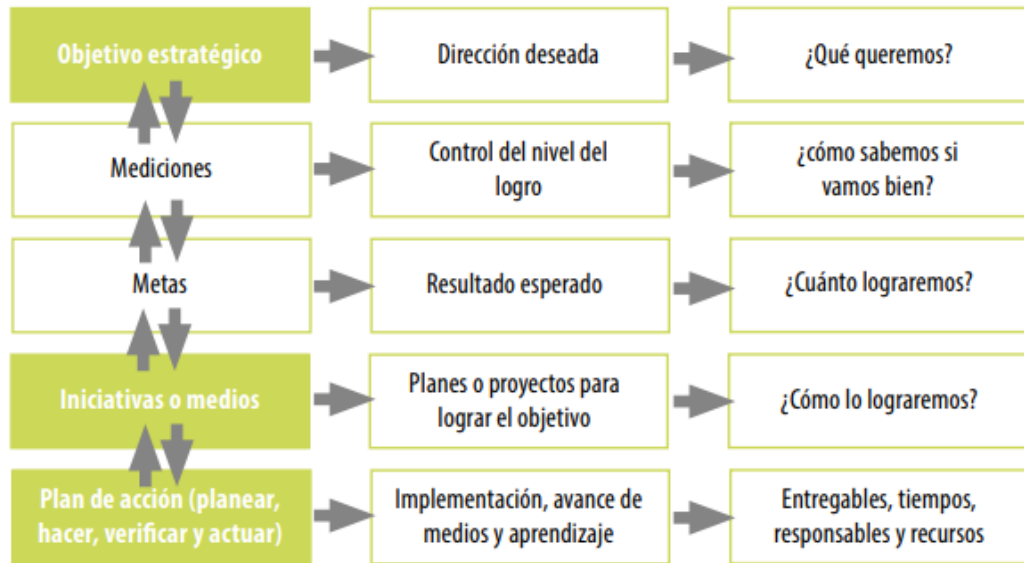 Objetivo estratégico
Dirección deseada
¿Qué queremos?
Mediciones
Control del nivel del
logro
¿cómo sabemos si
vamos bien?
Metas
Resultado esperado
¿Cuánto lograremos?
Iniciativas o medios
Planes o proyectos para
lograr el objetivo
¿Cómo lo lograremos?
Plan de acción (planear,
hacer, verificar y actuar)
Implementación, avance de
medios y aprendizaje
Entregables, tiempos,
responsables y recursos